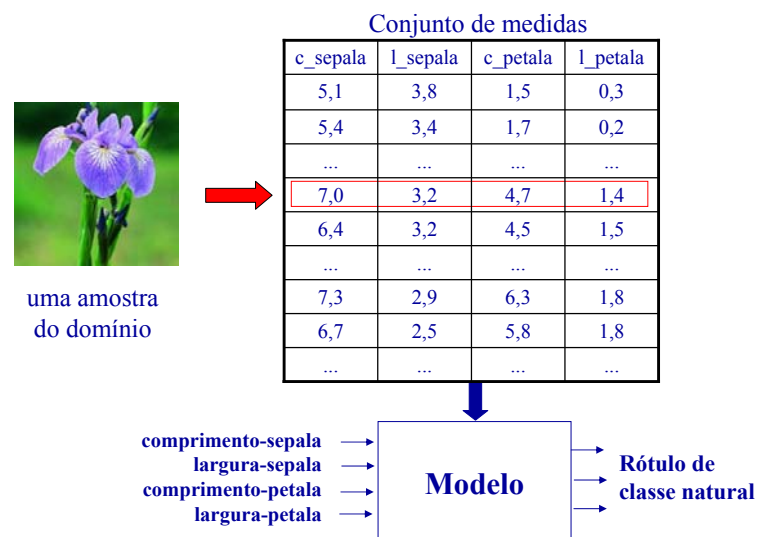 Conjunto de medidas
c_sepala l_sepala c_petala l_petala
5,1 3,8 1,5 0,3
5,4 3,4 1,7 0,2
... ... ... ...
7,0 3,2 4,7 1,4
6,4 3,2 4,5 1,5
... ... ... ...
7,3 2,9 6,3 1,8
6,7 2,5 5,8 1,8
... ... ... ...
uma amostra
do domínio
comprimento-sepala
largura-sepala
comprimento-petala
largura-petala
Modelo
Rótulo de
classe natural